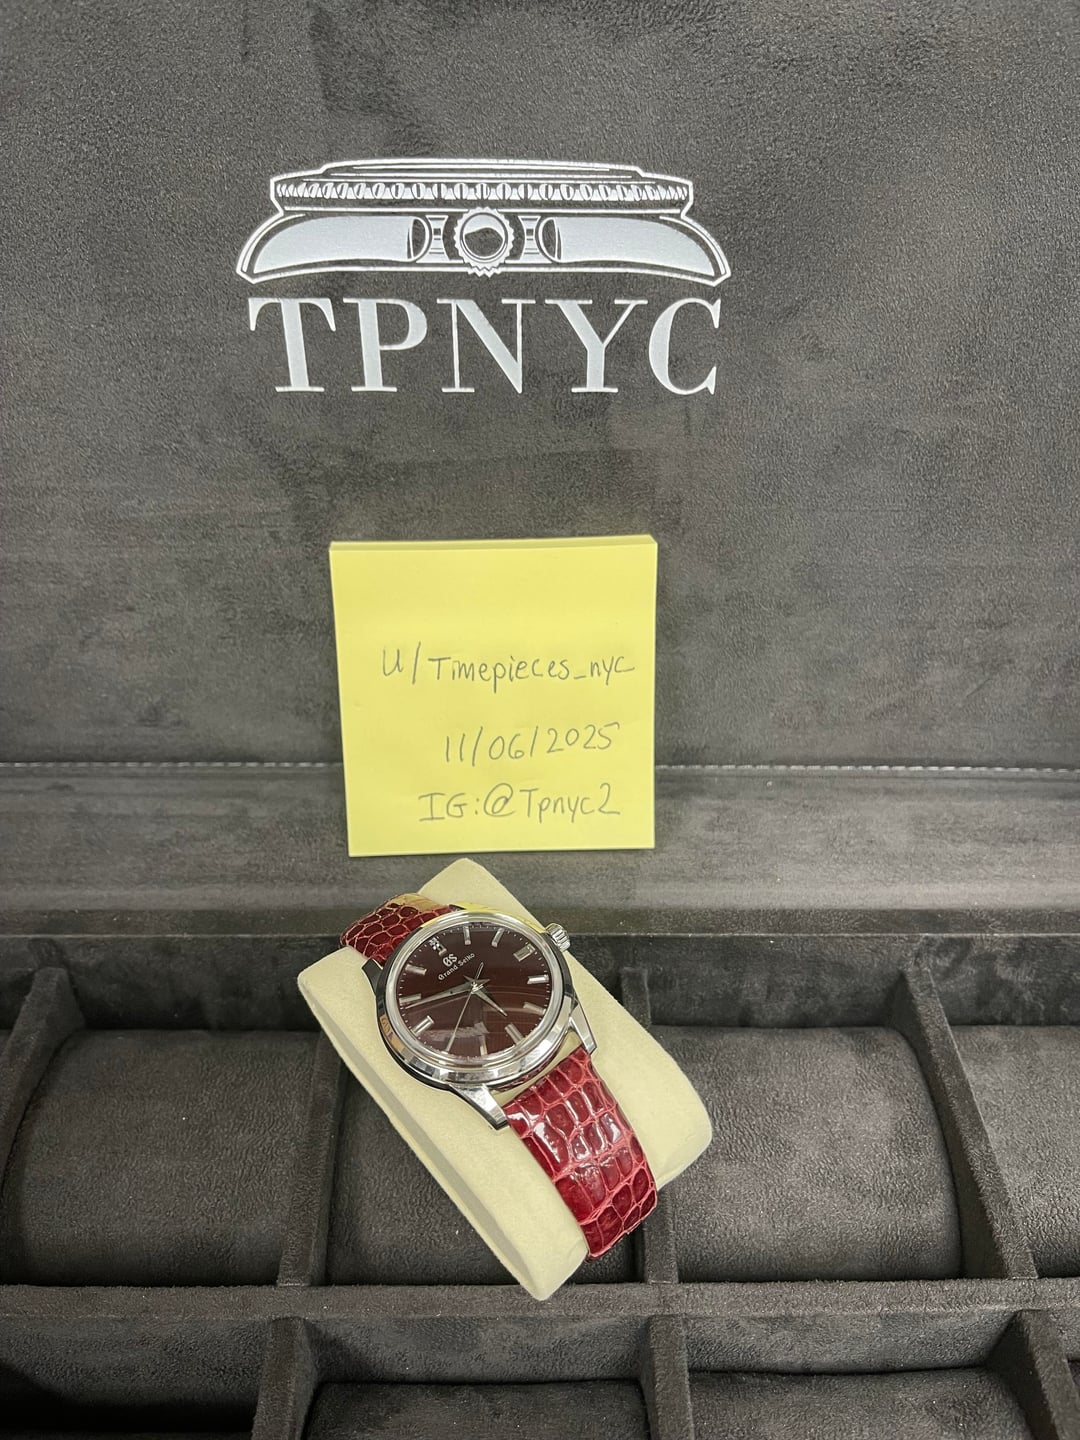 TPNYC
U/Timepieces_nyc
11/06/2025
IG:@Tpnyc2
GS
Grand Seiko